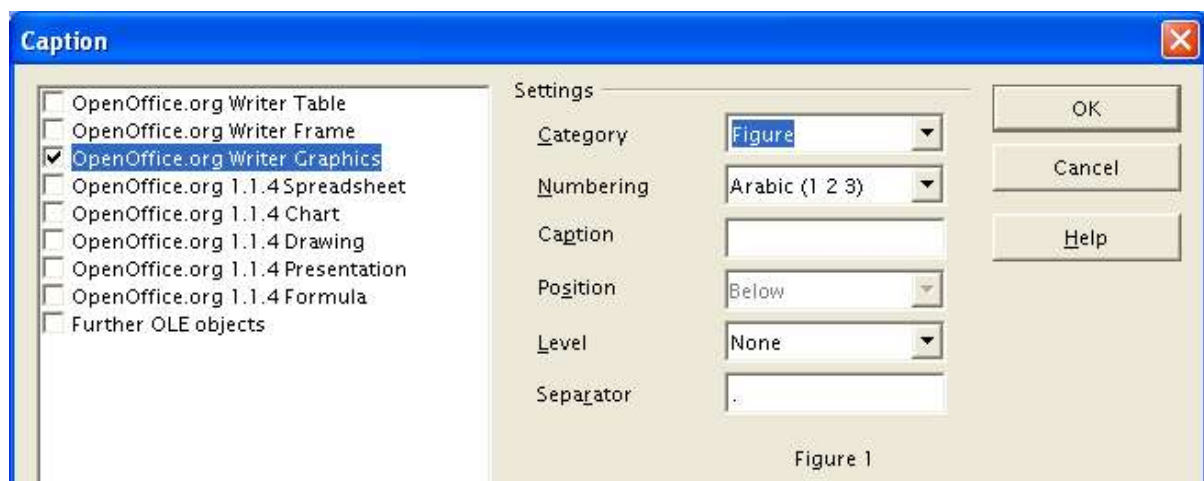 Caption
OpenOffice.org Writer Table
OpenOffice.org Writer Frame
OpenOffice.org Writer Graphics
OpenOffice.org 1.1.4 Spreadsheet
OpenOffice.org 1.1.4 Chart
OpenOffice.org 1.1.4 Drawing
OpenOffice.org 1.1.4 Presentation
OpenOffice.org 1.1.4 Formula
Further OLE objects
Settings
Category Figure
Numbering Arabic (1 2 3)
Caption
Position Below
Level None
Separator .
Figure 1
OK
Cancel
Help